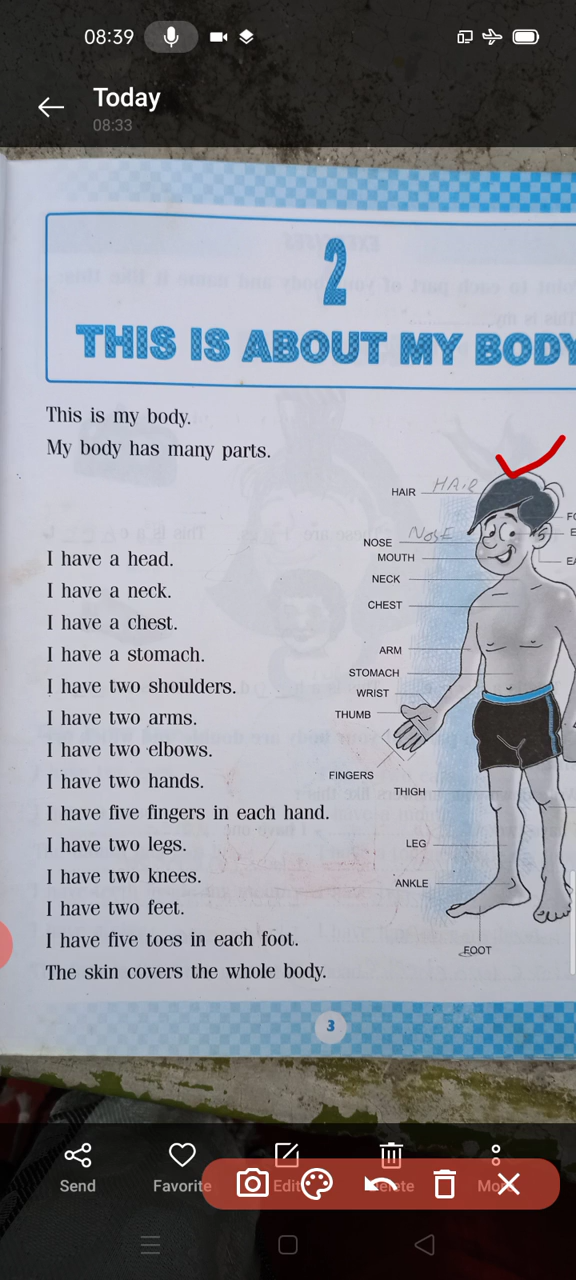 08:39
Today
08:33
2
THIS IS ABOUT MY BODY
This is my body.
My body has many parts.
HAIR HAIR
NOSE NOSE
MOUTH
NECK
CHEST
ARM
STOMACH
WRIST
THUMB
FINGERS
THIGH
LEG
ANKLE
FOOT
I have a head.
I have a neck.
I have a chest.
I have a stomach.
I have two shoulders.
I have two arms.
I have two elbows.
I have two hands.
I have five fingers in each hand.
I have two legs.
I have two knees.
I have two feet.
I have five toes in each foot.
The skin covers the whole body.
3
Send
Favorite
Edit
Delete
More